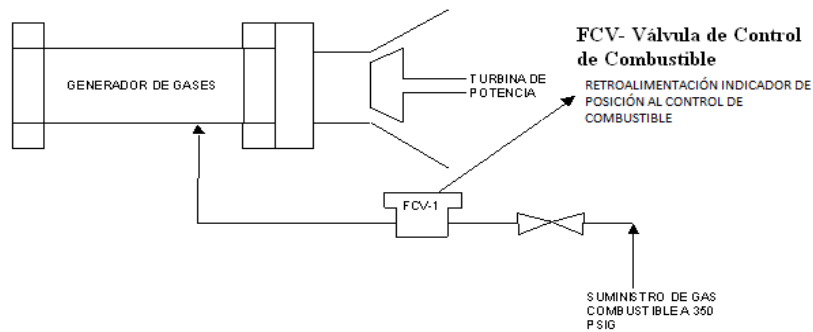 FCV- Válvula de Control
de Combustible
RETROALIMENTACIÓN INDICADOR DE
POSICIÓN AL CONTROL DE
COMBUSTIBLE
GENERADOR DE GASES
TURBINA DE
POTENCIA
FCV-1
SUMINISTRO DE GAS
COMBUSTIBLE A 350
PSIG